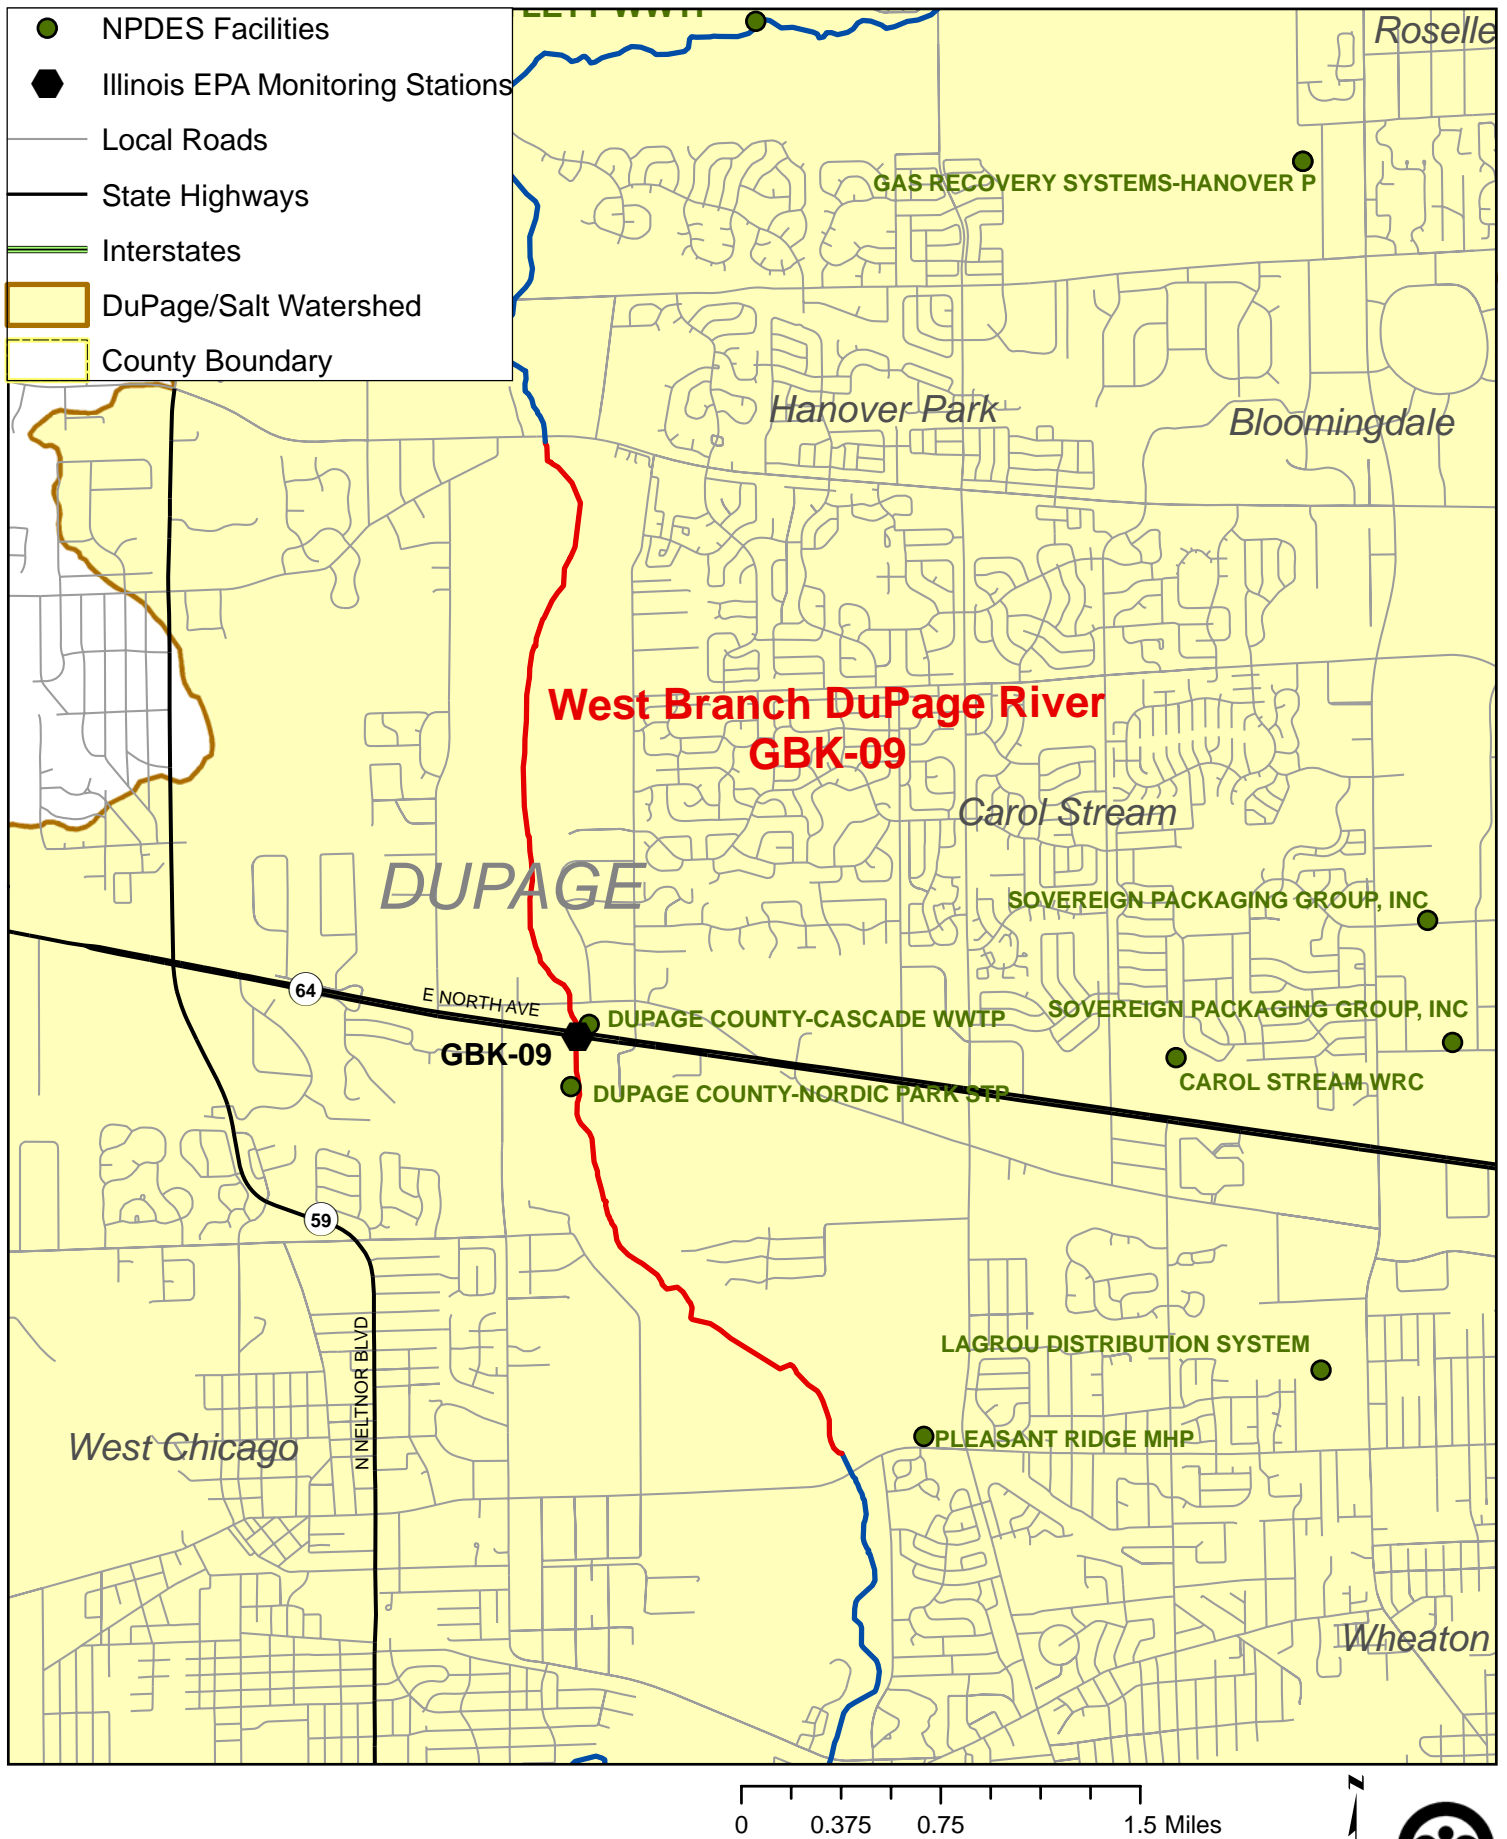 NPDES Facilities
Illinois EPA Monitoring Stations
Local Roads
State Highways
Interstates
DuPage/Salt Watershed
County Boundary
Roselle
GAS RECOVERY SYSTEMS-HANOVER P
Hanover Park
Bloomingdale
West Branch DuPage River
GBK-09
Carol Stream
DUPAGE
SOVEREIGN PACKAGING GROUP, INC
64
E NORTH AVE
DUPAGE COUNTY-CASCADE WWTP
SOVEREIGN PACKAGING GROUP, INC
GBK-09
CAROL STREAM WRC
DUPAGE COUNTY-NORDIC PARK STP
59
N NELTNOR BLVD
LAGROU DISTRIBUTION SYSTEM
West Chicago
PLEASANT RIDGE MHP
Wheaton
0 0.375 0.75 1.5 Miles
z